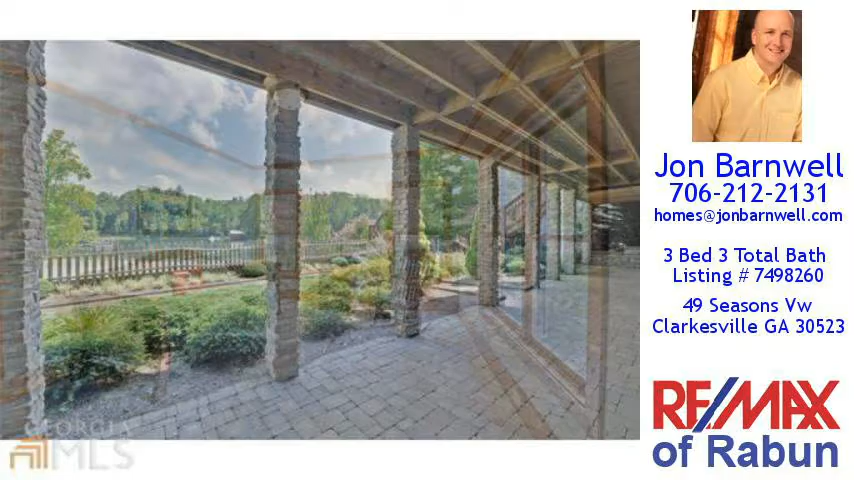 Jon Barnwell
706-212-2131
homes@jonbarnwell.com
3 Bed 3 Total Bath
Listing # 7498260
49 Seasons Vw
Clarkesville GA 30523
RE/MAX
of Rabun
GEORGIA
MLS